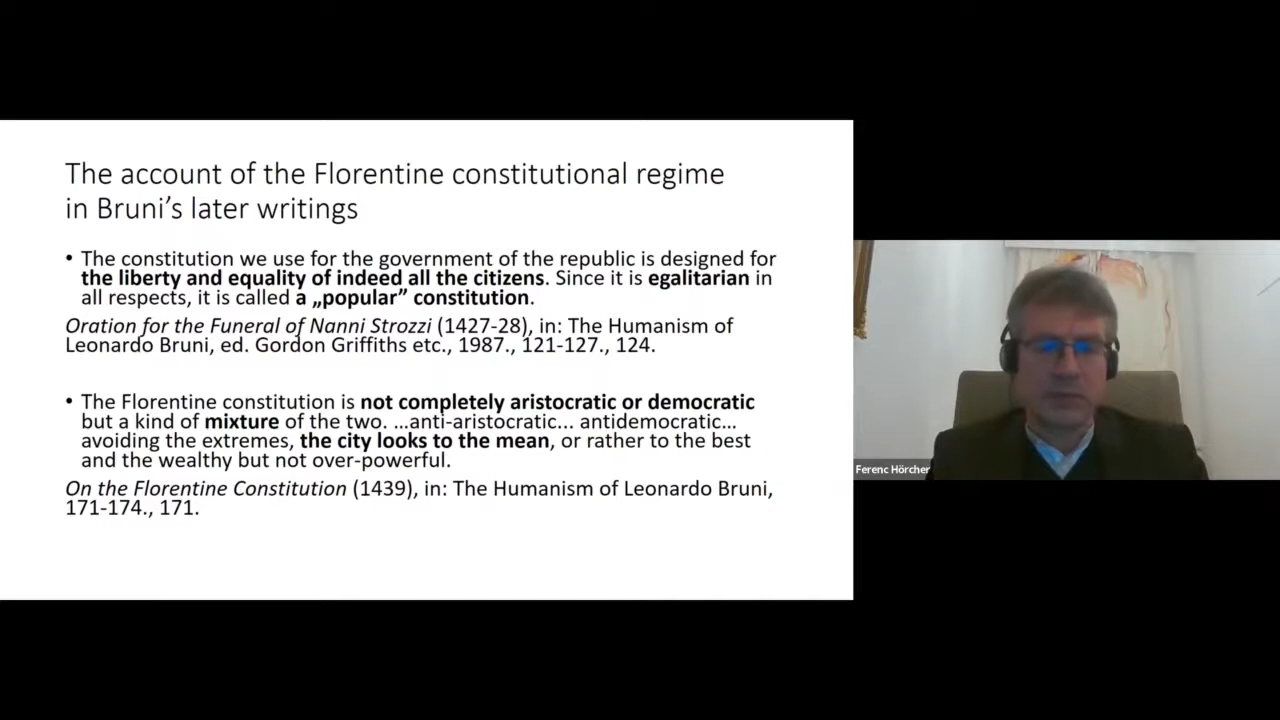 The account of the Florentine constitutional regime
in Bruni's later writings
• The constitution we use for the government of the republic is designed for
the liberty and equality of indeed all the citizens. Since it is egalitarian in
all respects, it is called a „popular” constitution.
Oration for the Funeral of Nanni Strozzi (1427-28), in: The Humanism of
Leonardo Bruni, ed. Gordon Griffiths etc., 1987., 121-127., 124.
• The Florentine constitution is not completely aristocratic or democratic
but a kind of mixture of the two. ...anti-aristocratic... antidemocratic...
avoiding the extremes, the city looks to the mean, or rather to the best
and the wealthy but not over-powerful.
On the Florentine Constitution (1439), in: The Humanism of Leonardo Bruni,
171-174., 171.
Ferenc Hörcher